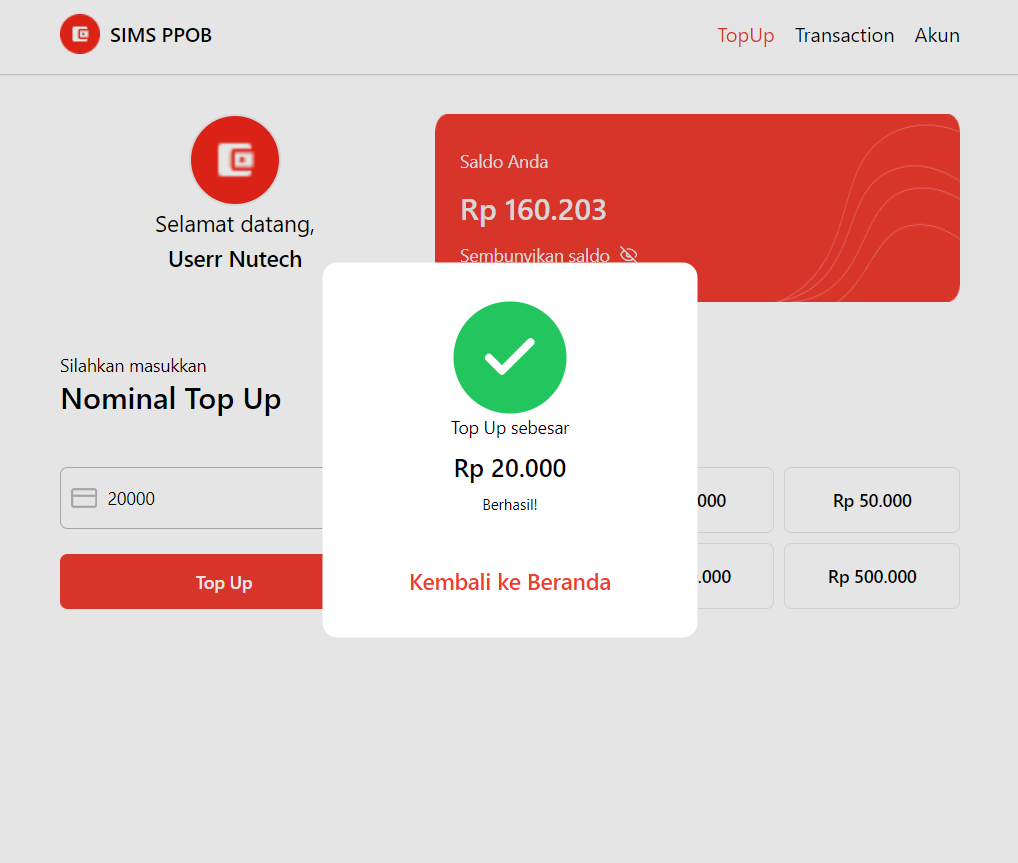 SIMS PPOB
TopUp
Transaction
Akun
Selamat datang,
Userr Nutech
Saldo Anda
Rp 160.203
Sembunyikan saldo
Silahkan masukkan
Nominal Top Up
20000
Top Up
Top Up sebesar
Rp 20.000
Berhasil!
Kembali ke Beranda
000
Rp 50.000
.000
Rp 500.000